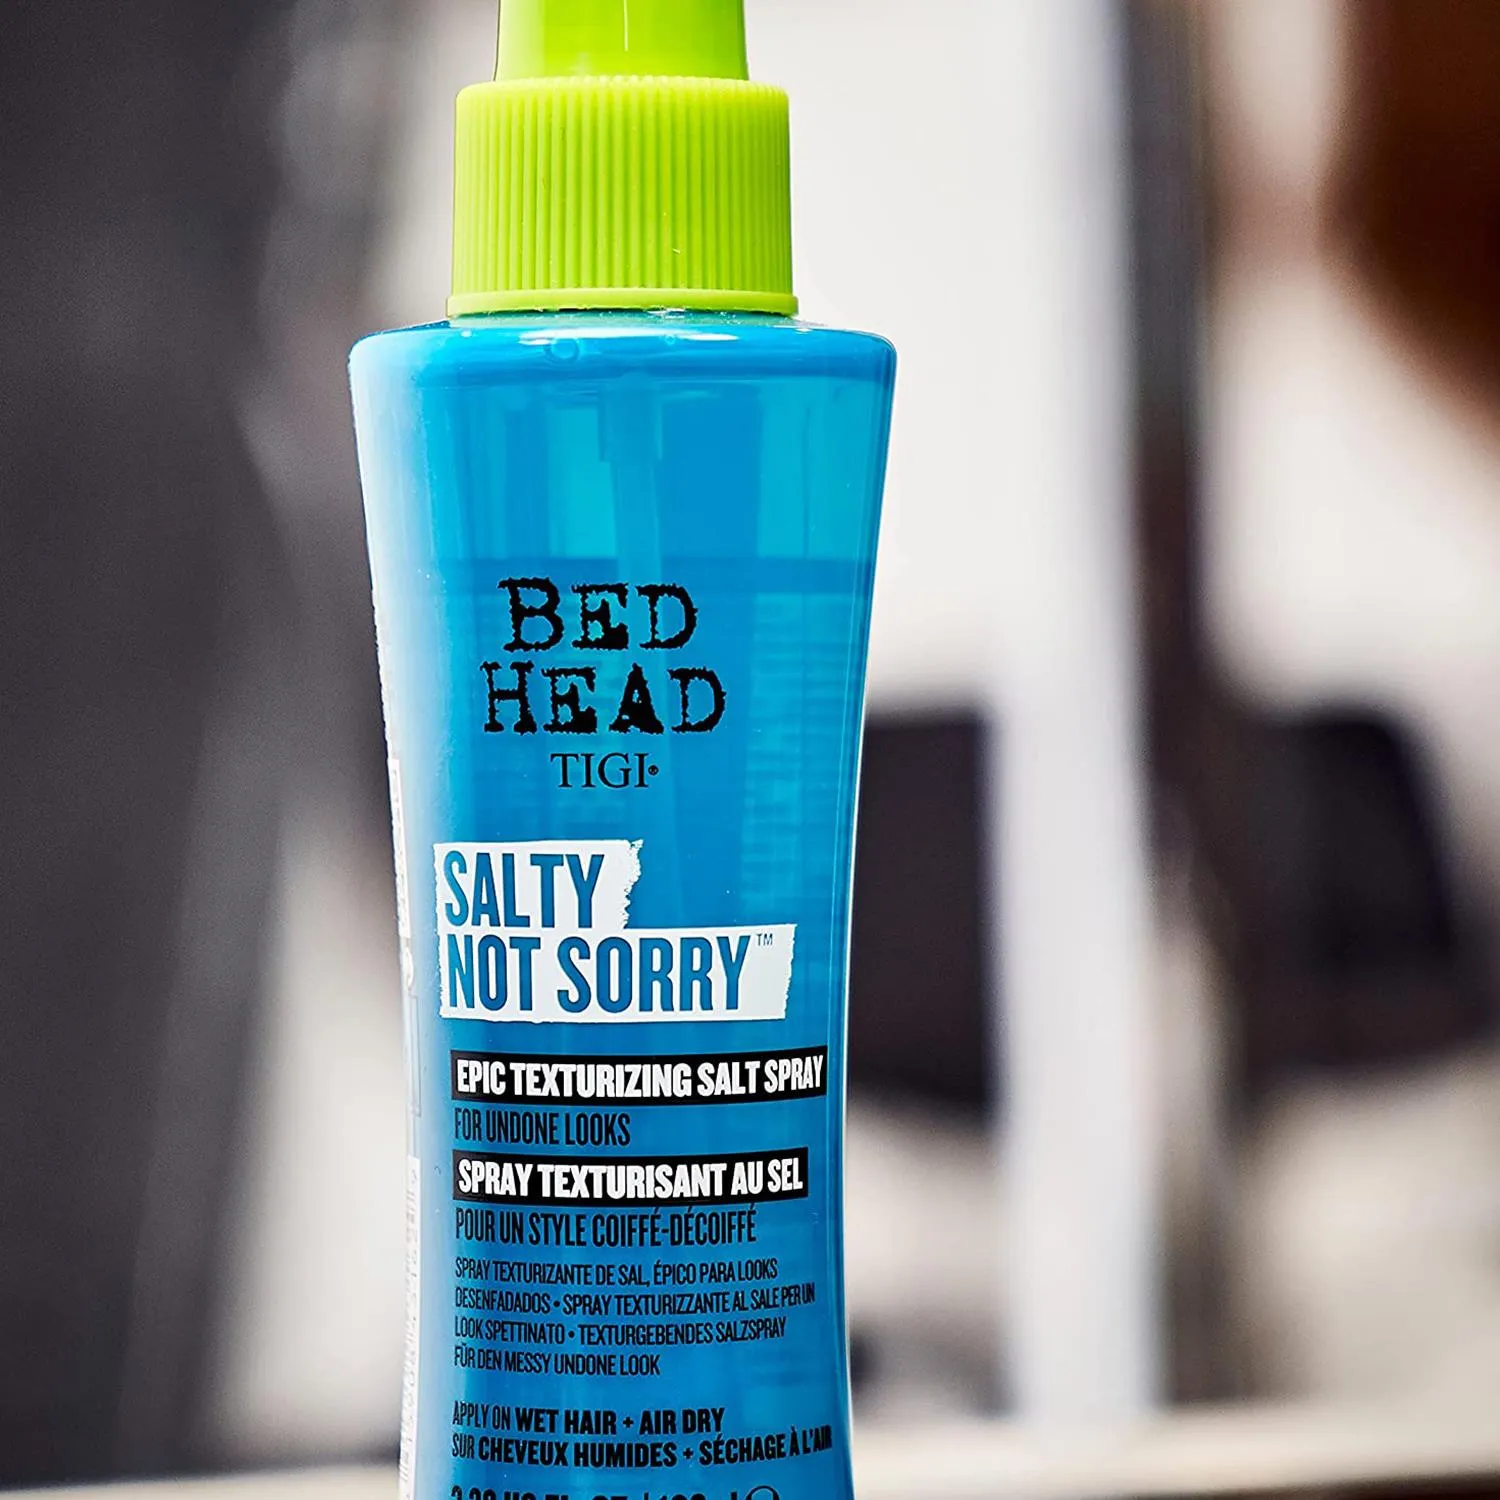 BED
HEAD
TIGI®
SALTY
NOT SORRY™
EPIC TEXTURIZING SALT SPRAY
FOR UNDONE LOOKS
SPRAY TEXTURISANT AU SEL
POUR UN STYLE COIFFÉ-DÉCOIFFÉ
SPRAY TEXTURIZANTE DE SAL, ÉPICO PARA LOOKS
DESENFADADOS • SPRAY TEXTURIZZANTE AL SALE PER UN
LOOK SPETTINATO • TEXTURGEBENDES SALZSPRAY
FÜR DEN MESSY UNDONE LOOK
APPLY ON WET HAIR + AIR DRY
SUR CHEVEUX HUMIDES + SÉCHAGE À L'AIR